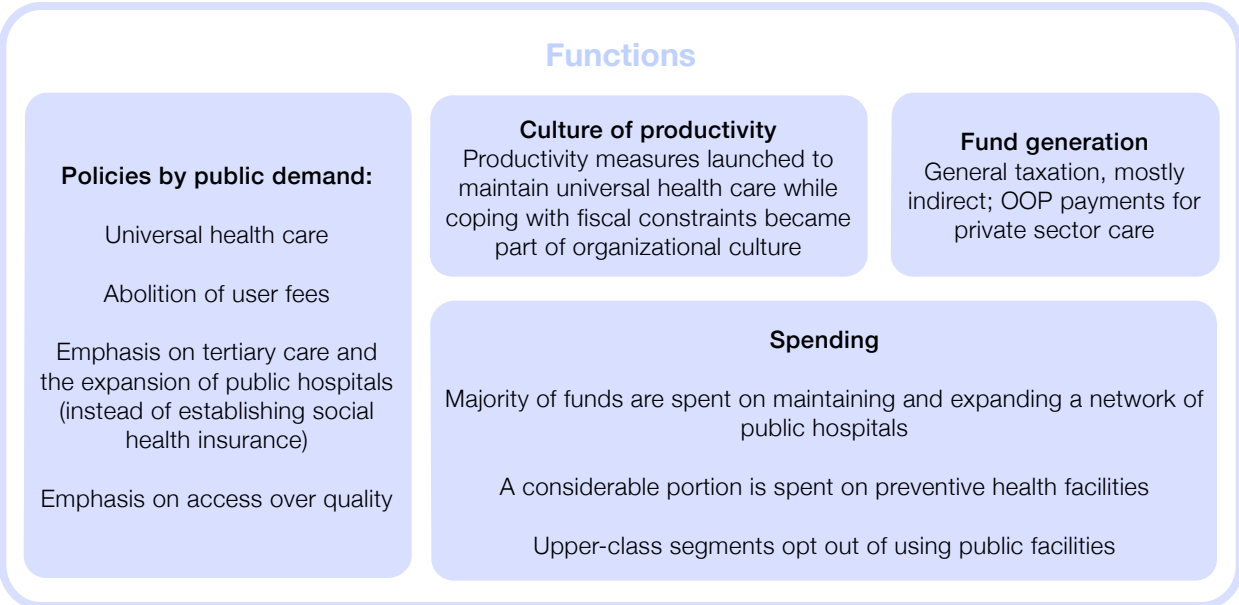 Functions
Policies by public demand:
Universal health care
Abolition of user fees
Emphasis on tertiary care and
the expansion of public hospitals
(instead of establishing social
health insurance)
Emphasis on access over quality
Culture of productivity
Productivity measures launched to
maintain universal health care while
coping with fiscal constraints became
part of organizational culture
Fund generation
General taxation, mostly
indirect; OOP payments for
private sector care
Spending
Majority of funds are spent on maintaining and expanding a network of
public hospitals
A considerable portion is spent on preventive health facilities
Upper-class segments opt out of using public facilities